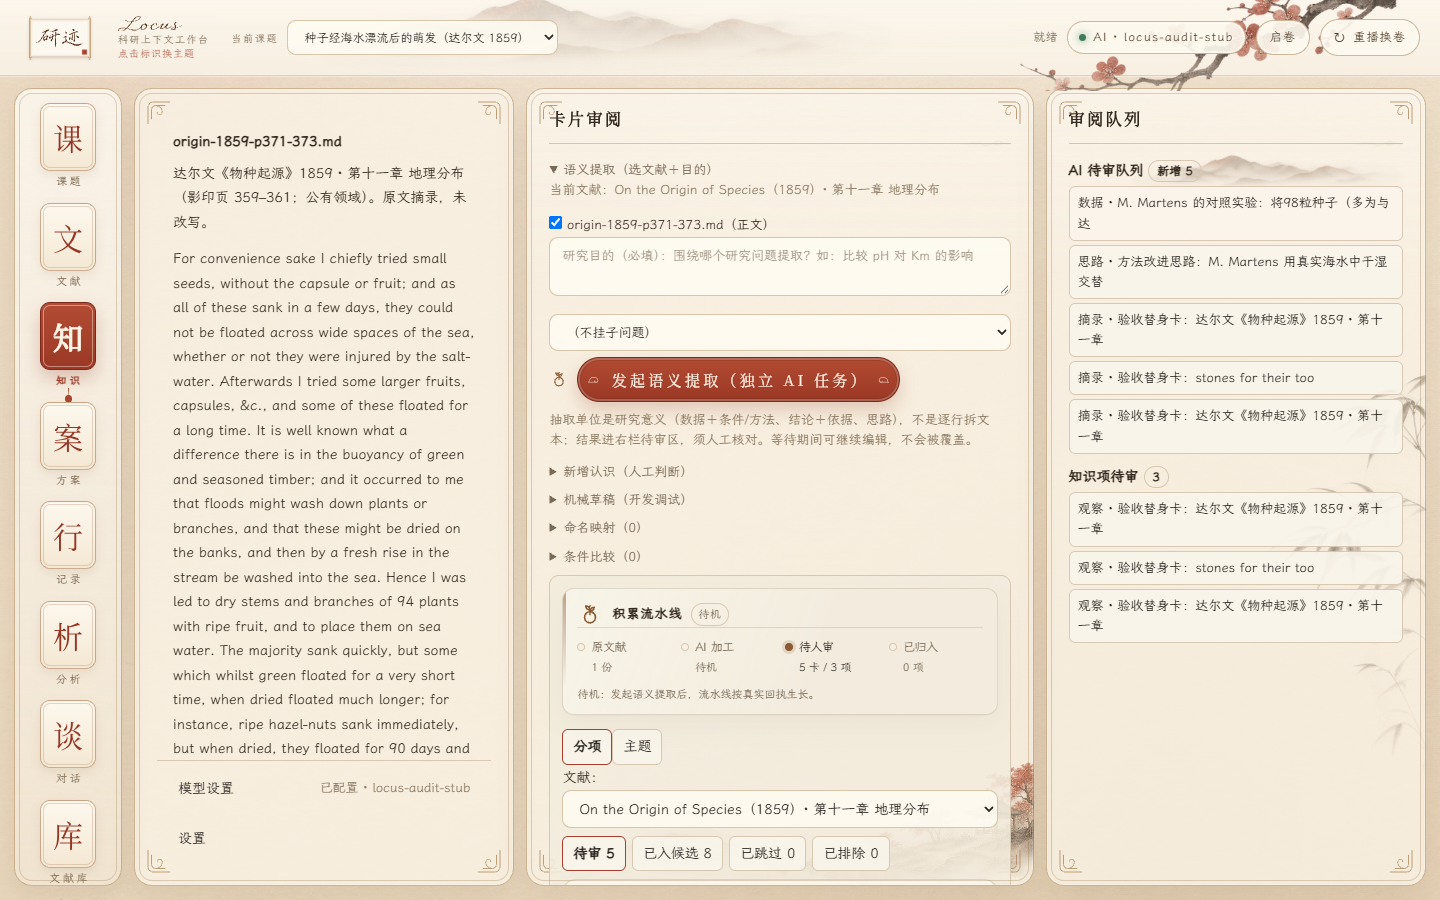 研迹
Locus
科研上下文工作台
点击标识换主题
当前课题
种子经海水漂流后的萌发（达尔文 1859）
就绪
AI · locus-audit-stub
启卷
↻ 重播换卷
课
课题
文
文献
知
知识
案
方案
行
记录
析
分析
谈
对话
库
文献库
origin-1859-p371-373.md
达尔文《物种起源》1859 · 第十一章 地理分布
（影印页 359–361；公有领域）。原文摘录，未
改写。
For convenience sake I chiefly tried small
seeds, without the capsule or fruit; and as
all of these sank in a few days, they could
not be floated across wide spaces of the sea,
whether or not they were injured by the salt-
water. Afterwards I tried some larger fruits,
capsules, &c., and some of these floated for
a long time. It is well known what a
difference there is in the buoyancy of green
and seasoned timber; and it occurred to me
that floods might wash down plants or
branches, and that these might be dried on
the banks, and then by a fresh rise in the
stream be washed into the sea. Hence I was
led to dry stems and branches of 94 plants
with ripe fruit, and to place them on sea
water. The majority sank quickly, but some
which whilst green floated for a very short
time, when dried floated much longer; for
instance, ripe hazel-nuts sank immediately,
but when dried, they floated for 90 days and
模型设置
已配置 · locus-audit-stub
设置
卡片审阅
▼ 语义提取（选文献＋目的）
当前文献：On the Origin of Species（1859）· 第十一章 地理分布
origin-1859-p371-373.md（正文）
研究目的（必填）：围绕哪个研究问题提取？如：比较 pH 对 Km 的影响
（不挂子问题）
发起语义提取（独立 AI 任务）
抽取单位是研究意义（数据＋条件/方法、结论＋依据、思路），不是逐行拆文
本；结果进右栏待审区，须人工核对。等待期间可继续编辑，不会被覆盖。
▶ 新增认识（人工判断）
▶ 机械草稿（开发调试）
▶ 命名映射（0）
▶ 条件比较（0）
积累流水线 待机
原文献
1 份
AI 加工
待机
待人审
5 卡 / 3 项
已归入
0 项
待机：发起语义提取后，流水线按真实回执生长。
分项 主题
文献：
On the Origin of Species（1859）· 第十一章 地理分布
待审 5 已入候选 8 已跳过 0 已排除 0
审阅队列
AI 待审队列 新增 5
数据 · M. Martens 的对照实验：将98粒种子（多为与
达
思路 · 方法改进思路：M. Martens 用真实海水中干湿
交替
摘录 · 验收替身卡：达尔文《物种起源》1859 · 第十
一章
摘录 · stones for their too
摘录 · 验收替身卡：达尔文《物种起源》1859 · 第十
一章
知识项待审 3
观察 · 验收替身卡：达尔文《物种起源》1859 · 第十
一章
观察 · stones for their too
观察 · 验收替身卡：达尔文《物种起源》1859 · 第十
一章